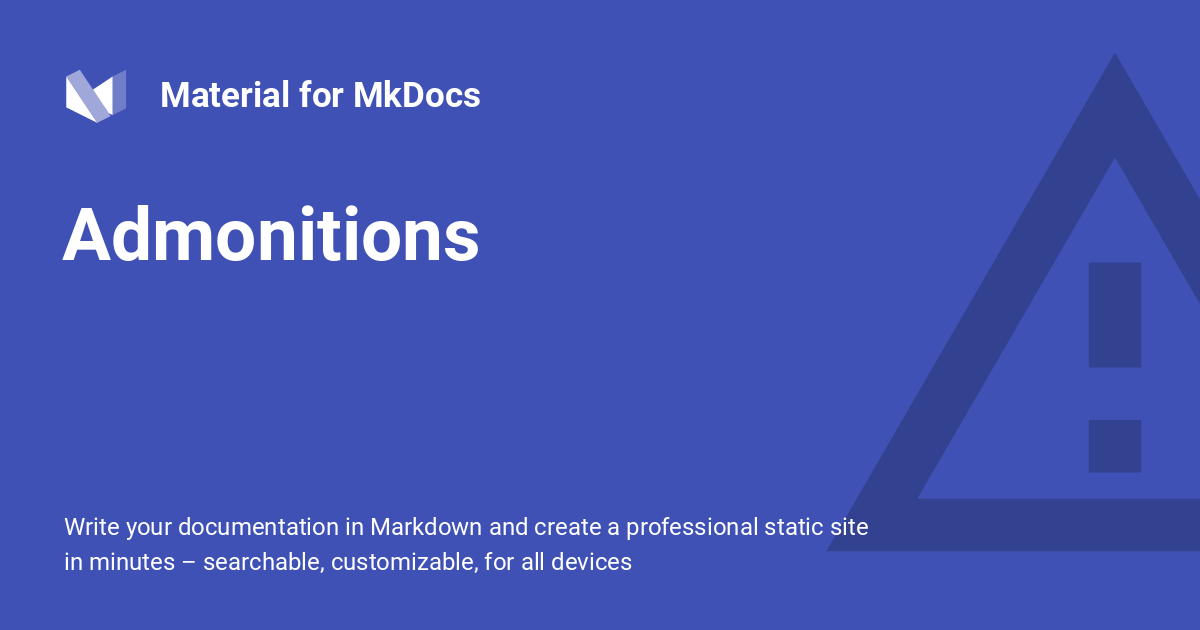 Material for MkDocs
Admonitions
Write your documentation in Markdown and create a professional static site
in minutes – searchable, customizable, for all devices